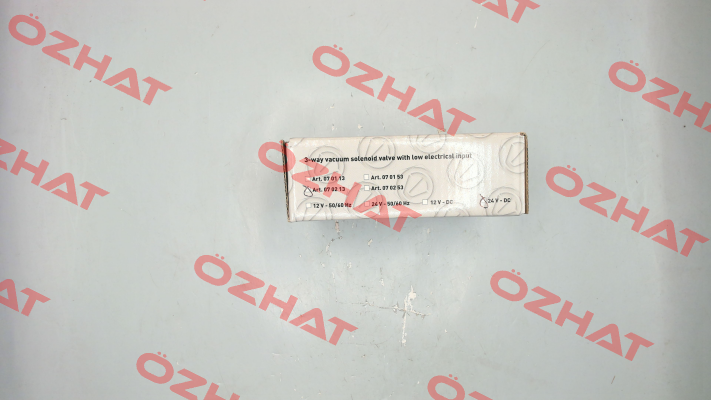 ÖZHAT
ÖZHAT
ÖZHAT
ÖZHAT
3-way vacuum solenoid valve with low electrical input
Art. 07 01 13
Art. 07 01 53
Art. 07 02 13
Art. 07 02 53
12 V - 50/60 Hz
24 V - 50/60 Hz
12 V - DC
24 V - DC
ÖZHAT
ÖZHAT
ÖZHAT
ÖZHAT
ÖZHAT
ÖZHAT
ÖZHAT